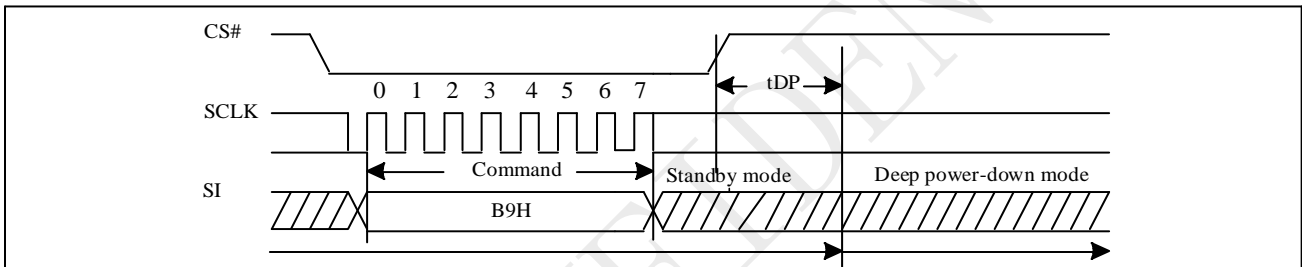 CS#
tDP
0 1 2 3 4 5 6 7
SCLK
Command
Standby mode
Deep power-down mode
SI
B9H